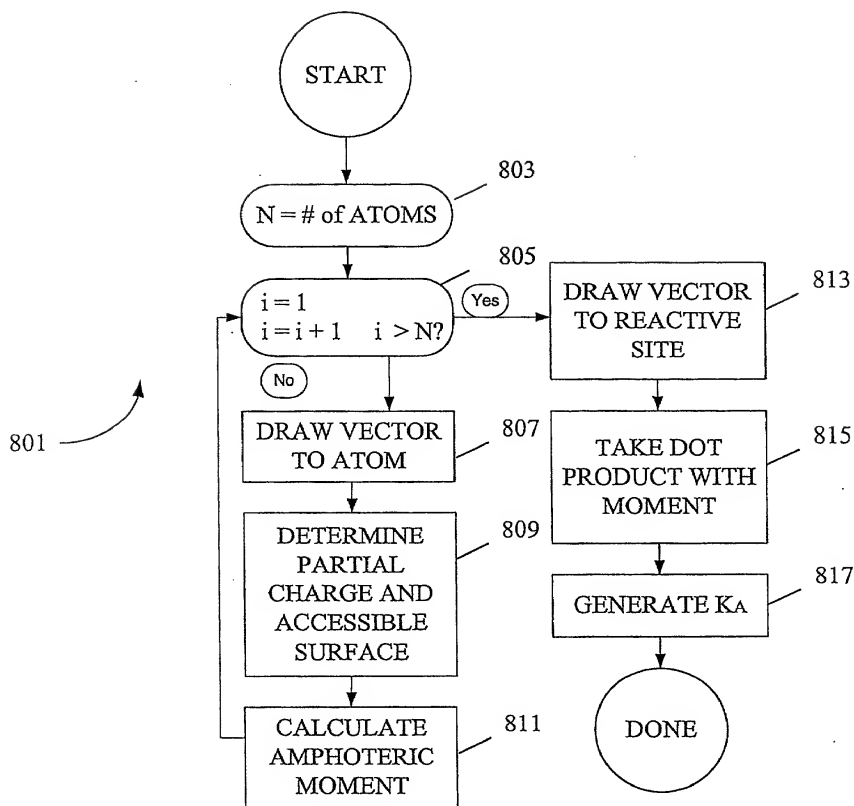 START
803
N = # of ATOMS
805
i = 1
i = i + 1 i > N?
Yes
No
DRAW VECTOR
TO ATOM
807
DETERMINE
PARTIAL
CHARGE AND
ACCESSIBLE
SURFACE
809
CALCULATE
AMPHOTERIC
MOMENT
811
801
DRAW VECTOR
TO REACTIVE
SITE
813
TAKE DOT
PRODUCT WITH
MOMENT
815
GENERATE KA
817
DONE